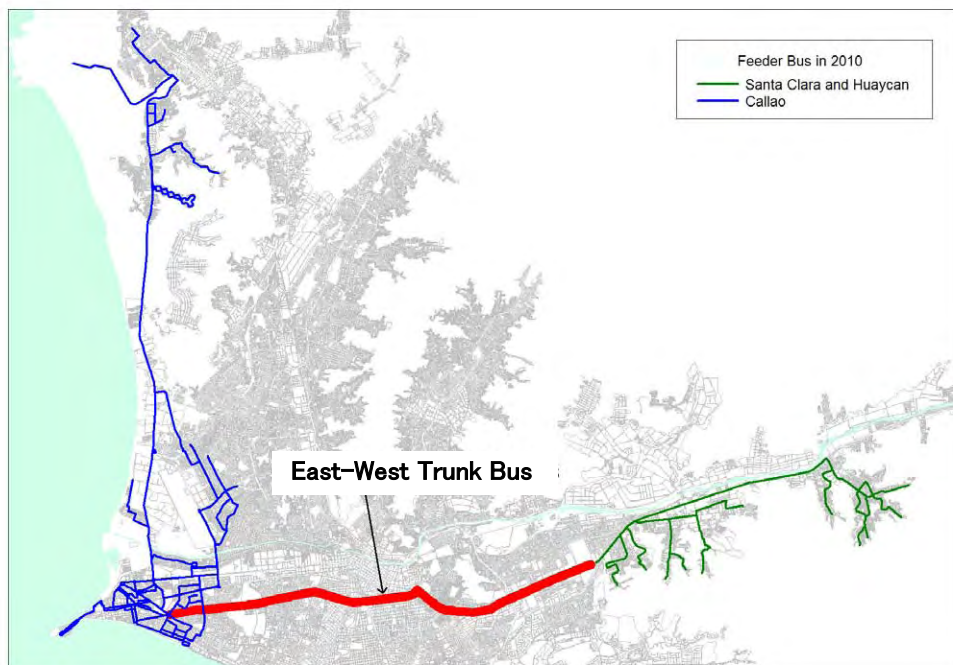 Feeder Bus in 2010
Santa Clara and Huaycan
Callao
East-West Trunk Bus